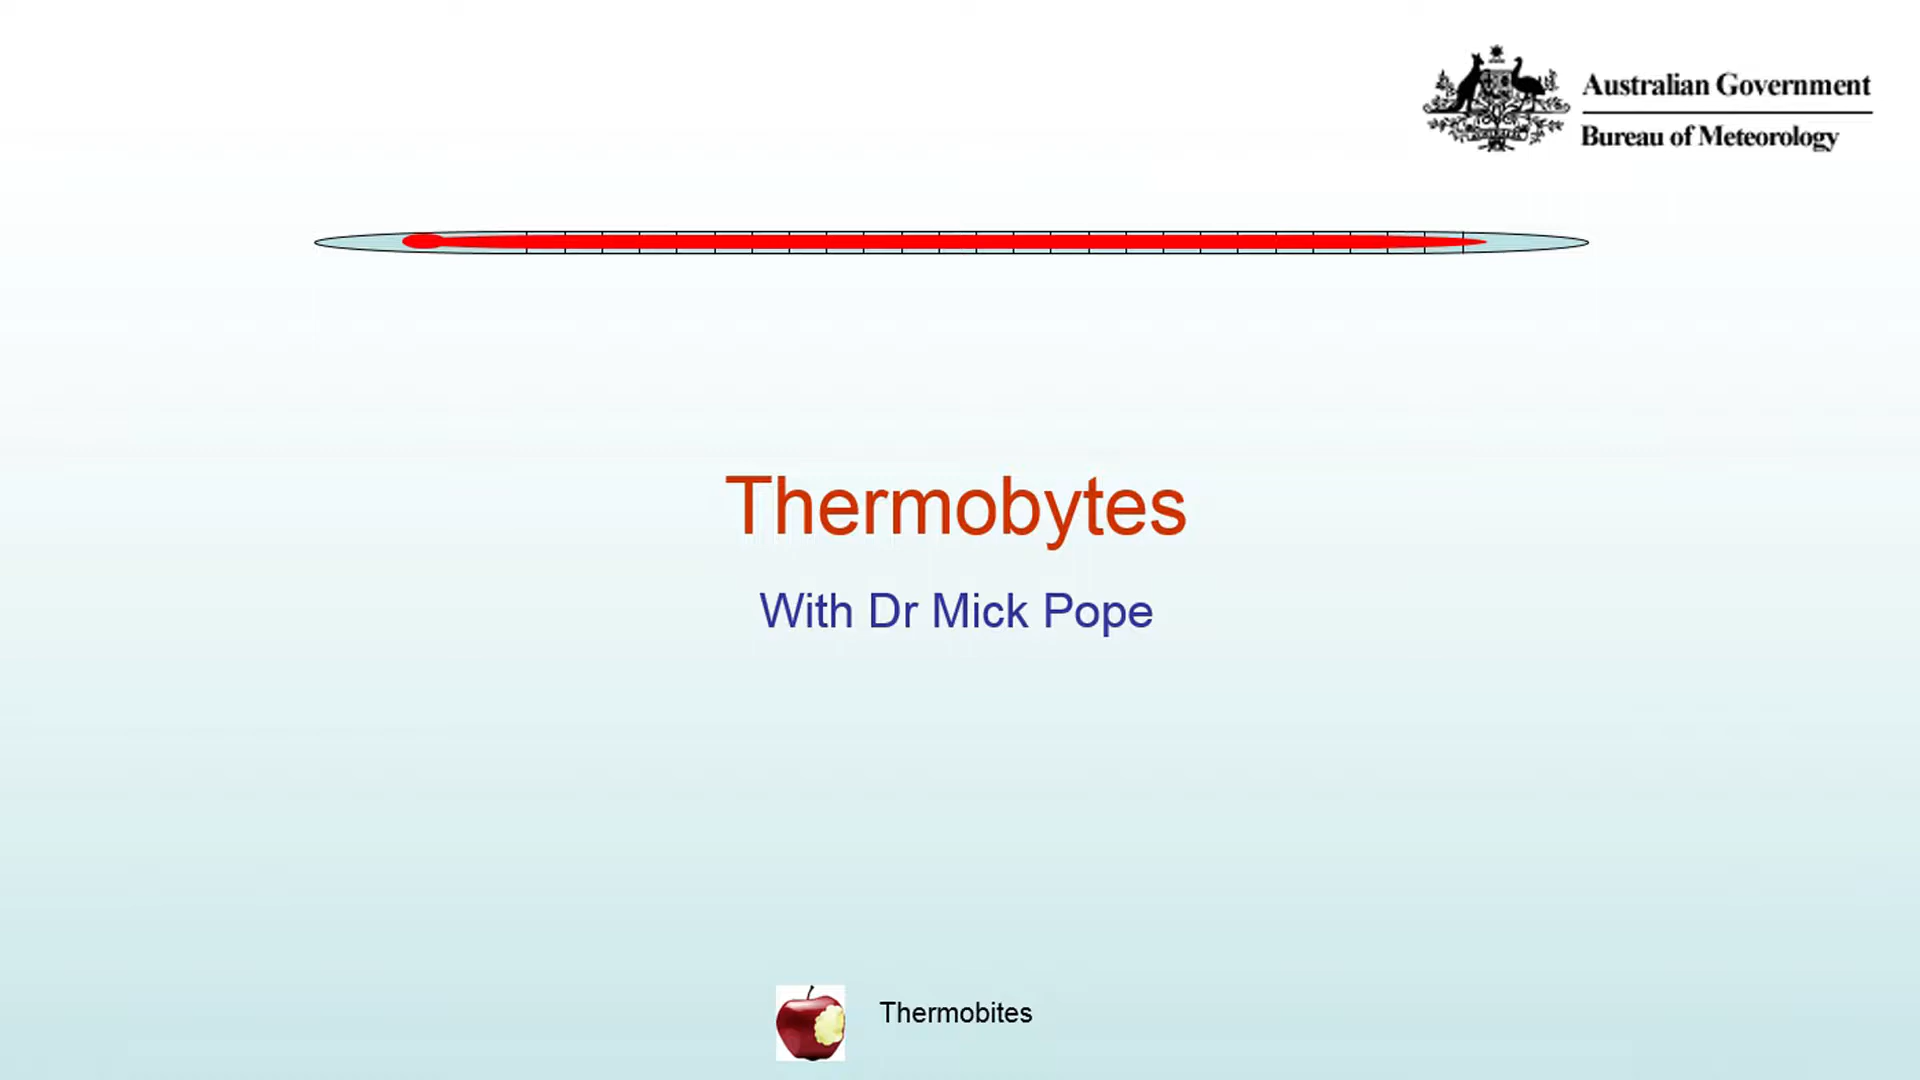 Australian Government
Bureau of Meteorology
Thermobytes
With Dr Mick Pope
Thermobites